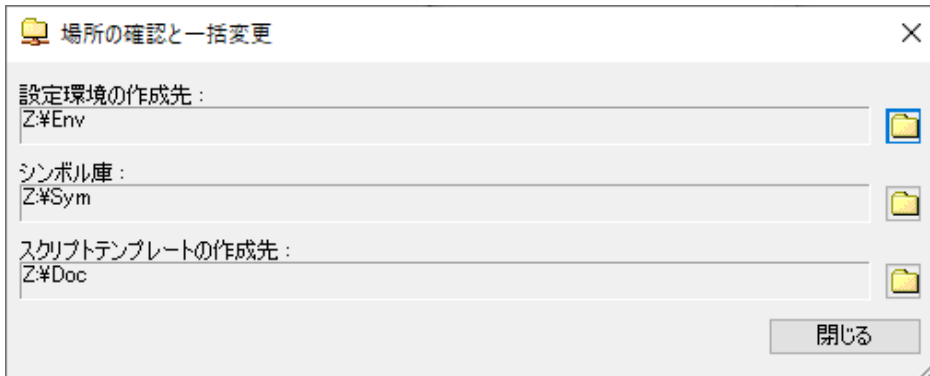 場所の確認と一括変更
設定環境の作成先 :
Z:¥Env
シンボル庫 :
Z:¥Sym
スクリプトテンプレートの作成先 :
Z:¥Doc
閉じる